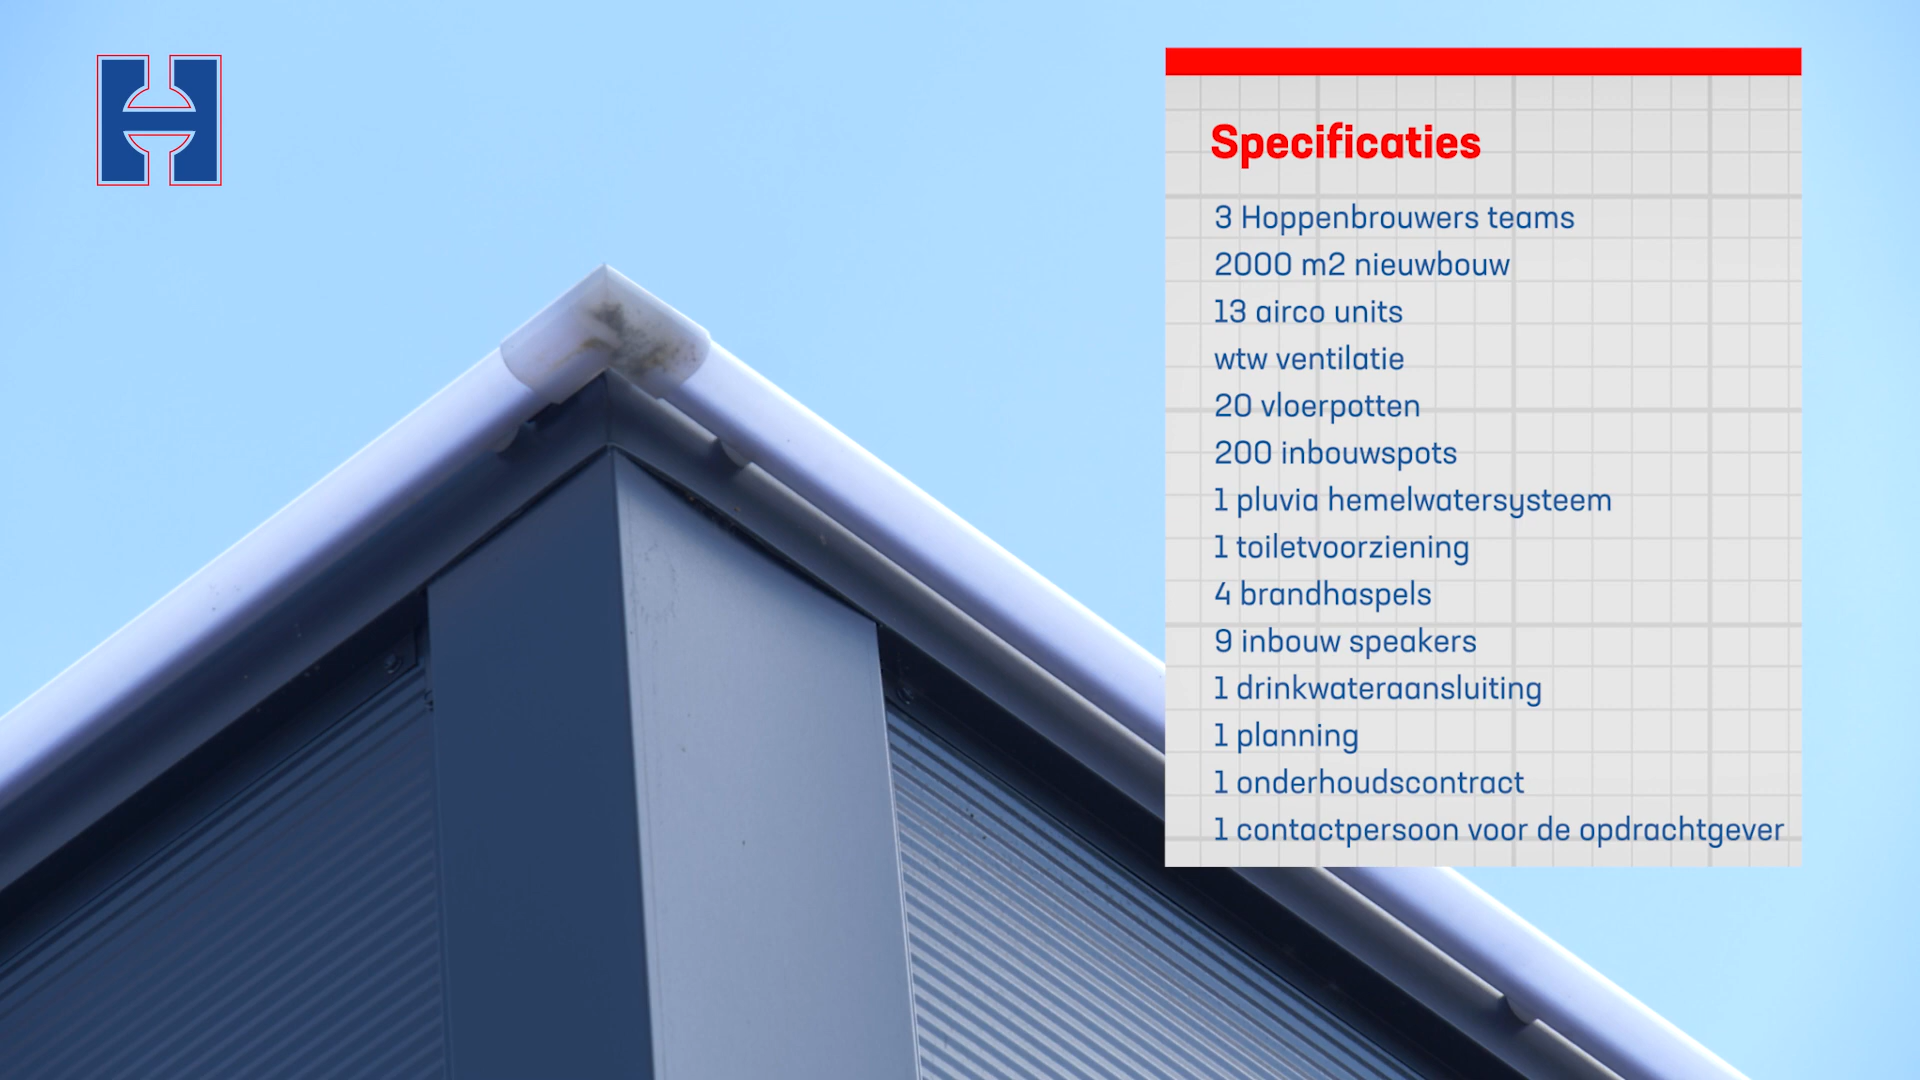 H
Specificaties
3 Hoppenbrouwers teams
2000 m2 nieuwbouw
13 airco units
wtw ventilatie
20 vloerpotten
200 inbouwspots
1 pluvia hemelwatersysteem
1 toiletvoorziening
4 brandhaspels
9 inbouw speakers
1 drinkwateraansluiting
1 planning
1 onderhoudscontract
1 contactpersoon voor de opdrachtgever